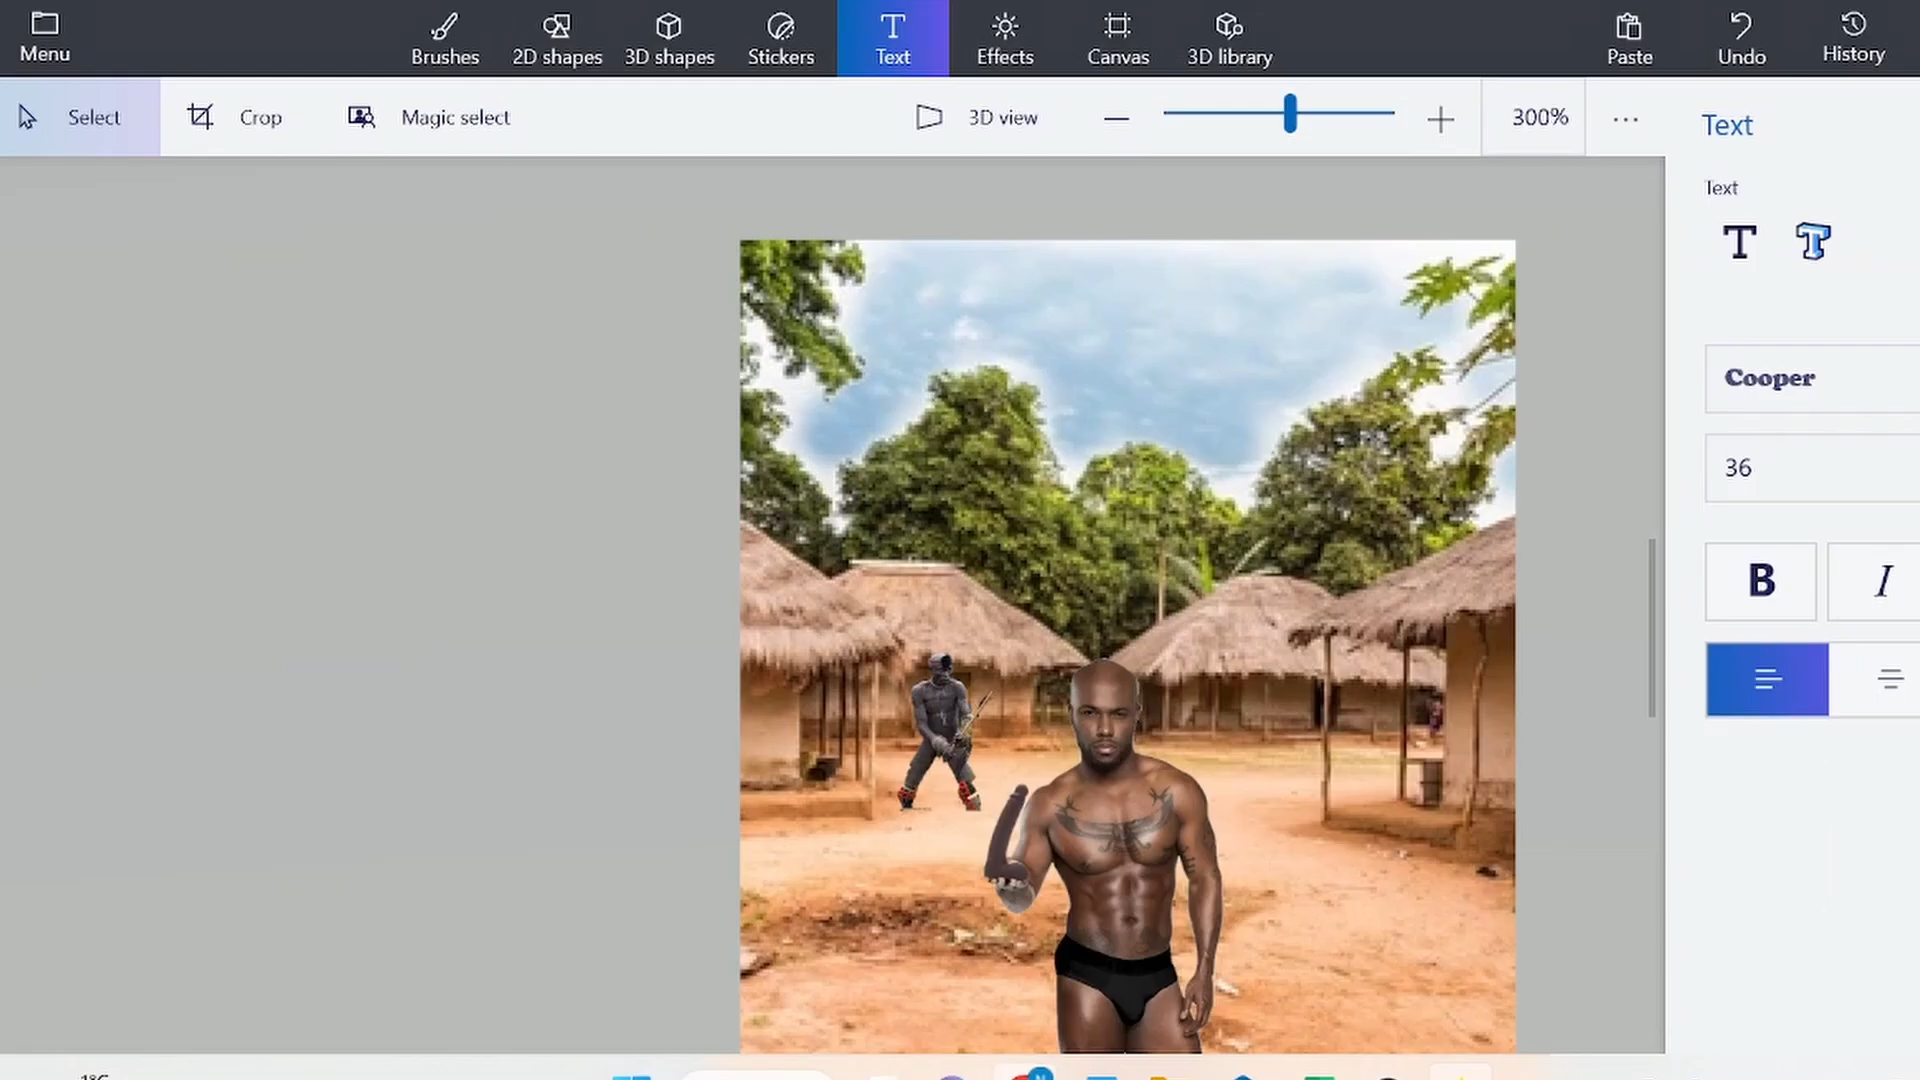 Menu
Brushes
2D shapes
3D shapes
Stickers
Text
Effects
Canvas
3D library
Paste
Undo
History
Select
Crop
Magic select
3D view
300%
Text
Text
T T
Cooper
36
B I